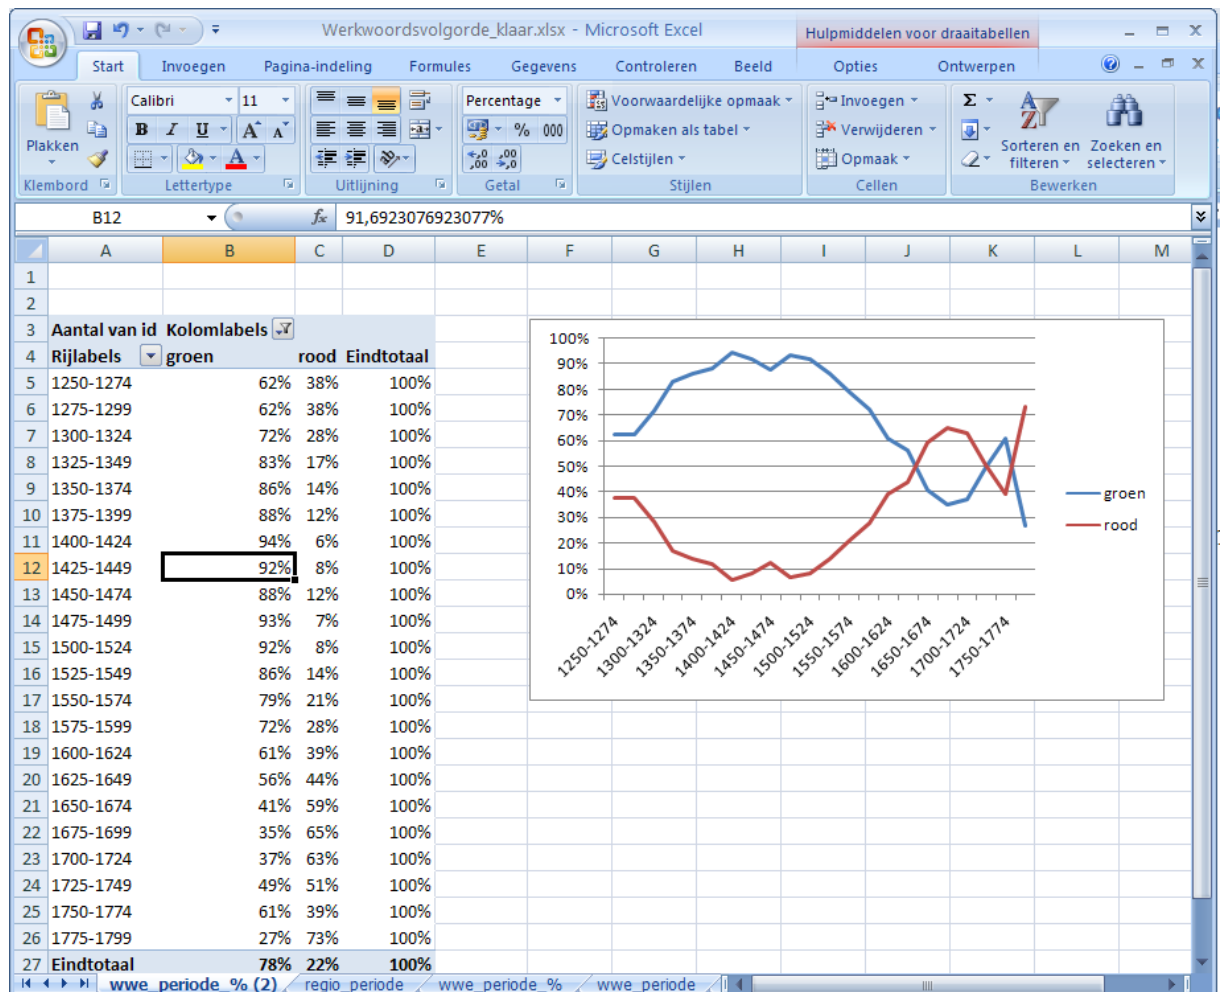 Werkwoordsvolgorde_klaar.xlsx - Microsoft Excel
Hulpmiddelen voor draaitabellen
Start Invoegen Pagina-indeling Formules Gegevens Controleren Beeld Opties Ontwerpen
Plakken
Klembord
Calibri 11
B I U A A
A
Lettertype
Uitlijning
Percentage
% 000
,0 ,00
,00 ,0
Getal
Voorwaardelijke opmaak
Opmaken als tabel
Celstijlen
Stijlen
Invoegen
Verwijderen
Opmaak
Cellen
Σ
A
Z
Sorteren en
filteren
Zoeken en
selecteren
Bewerken
B12 fx 91,6923076923077%
A B C D E F G H I J K L M
1
2
3 Aantal van id Kolomlabels
4 Rijlabels groen rood Eindtotaal
5 1250-1274 62% 38% 100%
6 1275-1299 62% 38% 100%
7 1300-1324 72% 28% 100%
8 1325-1349 83% 17% 100%
9 1350-1374 86% 14% 100%
10 1375-1399 88% 12% 100%
11 1400-1424 94% 6% 100%
12 1425-1449 92% 8% 100%
13 1450-1474 88% 12% 100%
14 1475-1499 93% 7% 100%
15 1500-1524 92% 8% 100%
16 1525-1549 86% 14% 100%
17 1550-1574 79% 21% 100%
18 1575-1599 72% 28% 100%
19 1600-1624 61% 39% 100%
20 1625-1649 56% 44% 100%
21 1650-1674 41% 59% 100%
22 1675-1699 35% 65% 100%
23 1700-1724 37% 63% 100%
24 1725-1749 49% 51% 100%
25 1750-1774 61% 39% 100%
26 1775-1799 27% 73% 100%
27 Eindtotaal 78% 22% 100%
100%
90%
80%
70%
60%
50%
40%
30%
20%
10%
0%
1250-1274
1300-1324
1350-1374
1400-1424
1450-1474
1500-1524
1550-1574
1600-1624
1650-1674
1700-1724
1750-1774
groen
rood
wwe_periode_% (2) regio_periode wwe_periode_% wwe_periode